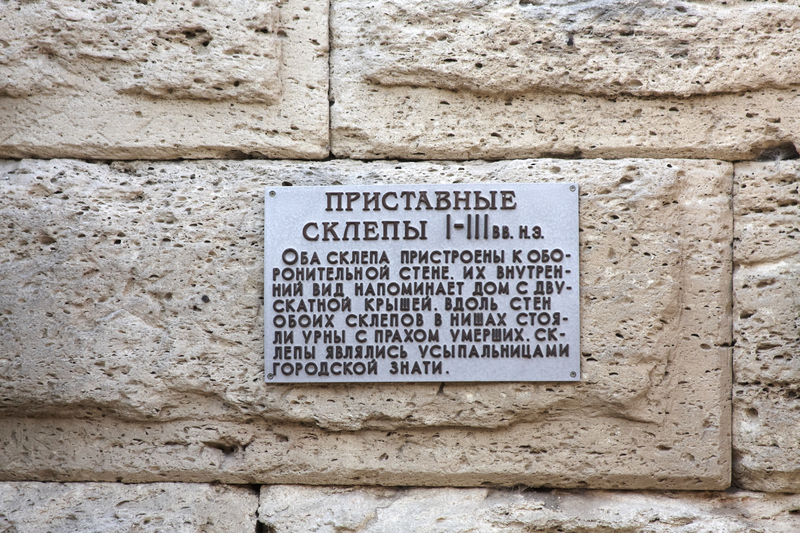 ПРИСТАВНЫЕ
СКЛЕПЫ I-III ВВ. Н.Э.
ОБА СКЛЕПА ПРИСТРОЕНЫ К ОБО-
РОНИТЕЛЬНОЙ СТЕНЕ. ИХ ВНУТРЕН-
НИЙ ВИД НАПОМИНАЕТ ДОМ С ДВУ-
СКАТНОЙ КРЫШЕЙ. ВДОЛЬ СТЕН
ОБОИХ СКЛЕПОВ В НИШАХ СТОЯ-
ЛИ УРНЫ С ПРАХОМ УМЕРШИХ. СК-
ЛЕПЫ ЯВЛЯЛИСЬ УСЫПАЛЬНИЦАМИ
ГОРОДСКОЙ ЗНАТИ.